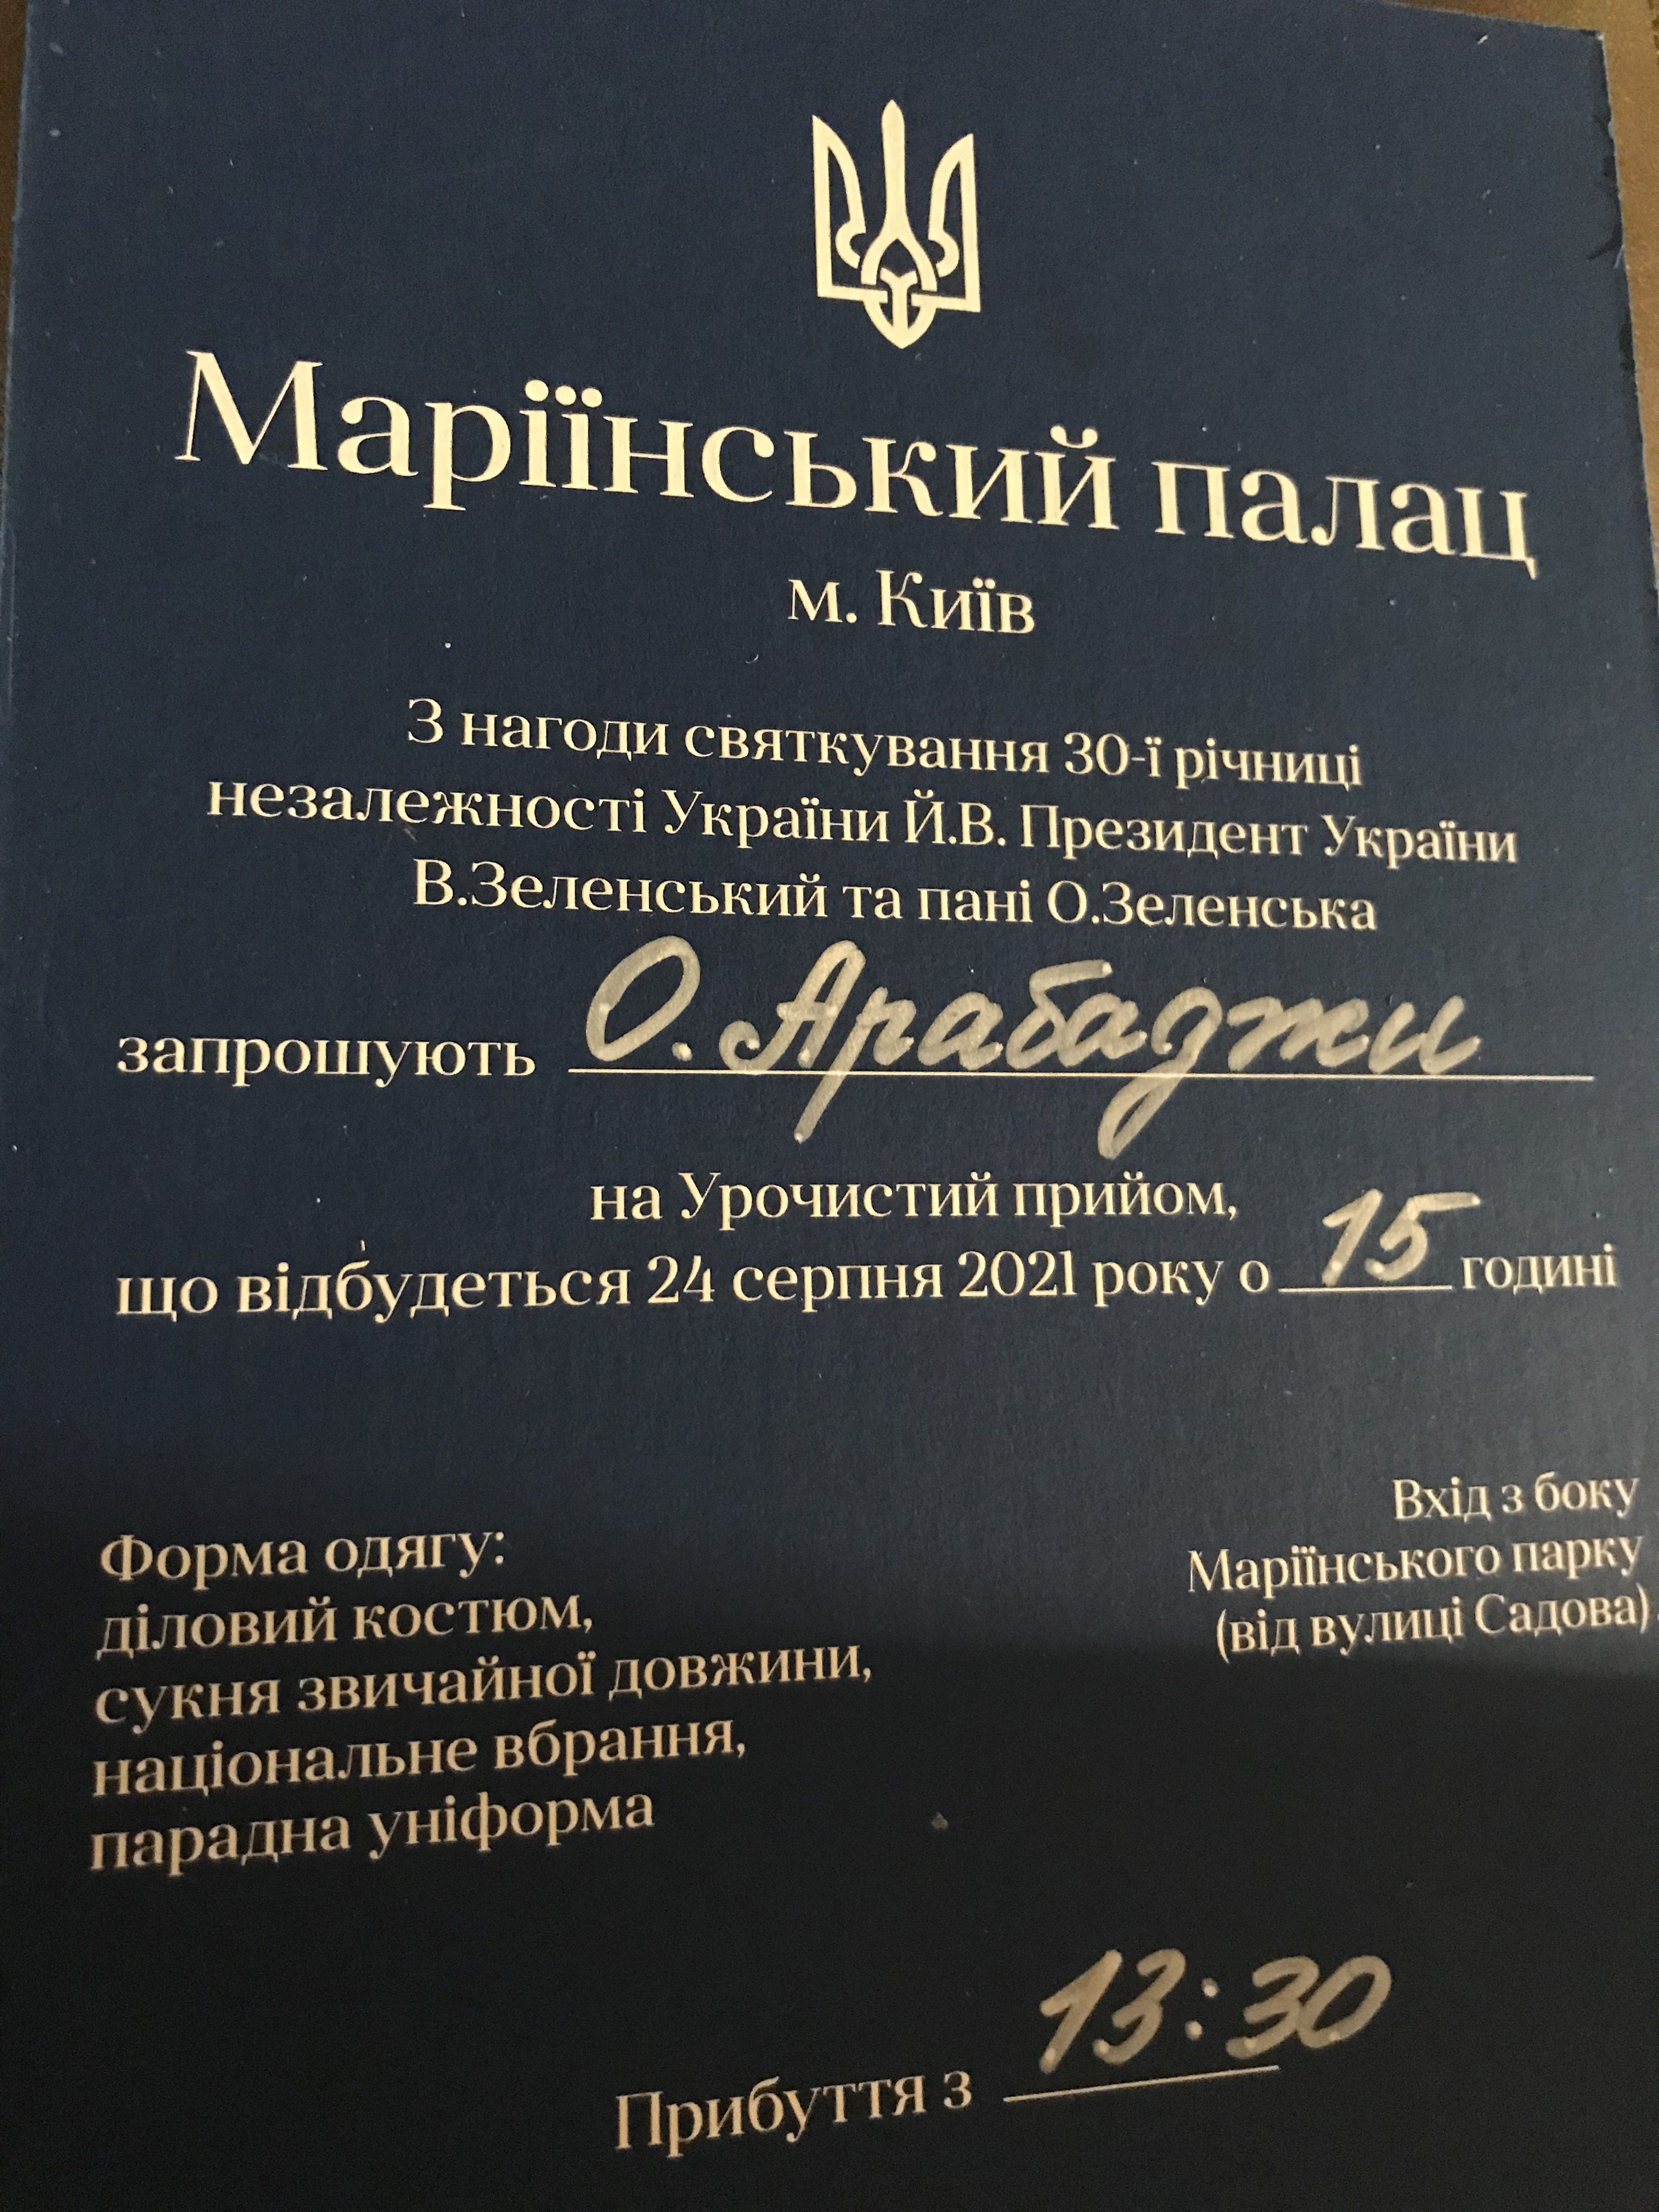 Маріїнський палац
м. Київ
З нагоди святкування 30-ї річниці
незалежності України Й.В. Президент України
В.Зеленський та пані О.Зеленська
запрошують О. Арабаджи
на Урочистий прийом,
що відбудеться 24 серпня 2021 року о 15 годині
Вхід з боку
Маріїнського парку
(від вулиці Садова)
Форма одягу:
діловий костюм,
сукня звичайної довжини,
національне вбрання,
парадна уніформа
Прибуття з 13:30